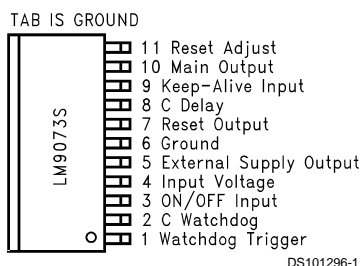 TAB IS GROUND
LM9073S
11 Reset Adjust
10 Main Output
9 Keep-Alive Input
8 C Delay
7 Reset Output
6 Ground
5 External Supply Output
4 Input Voltage
3 ON/OFF Input
2 C Watchdog
1 Watchdog Trigger
DS101296-1